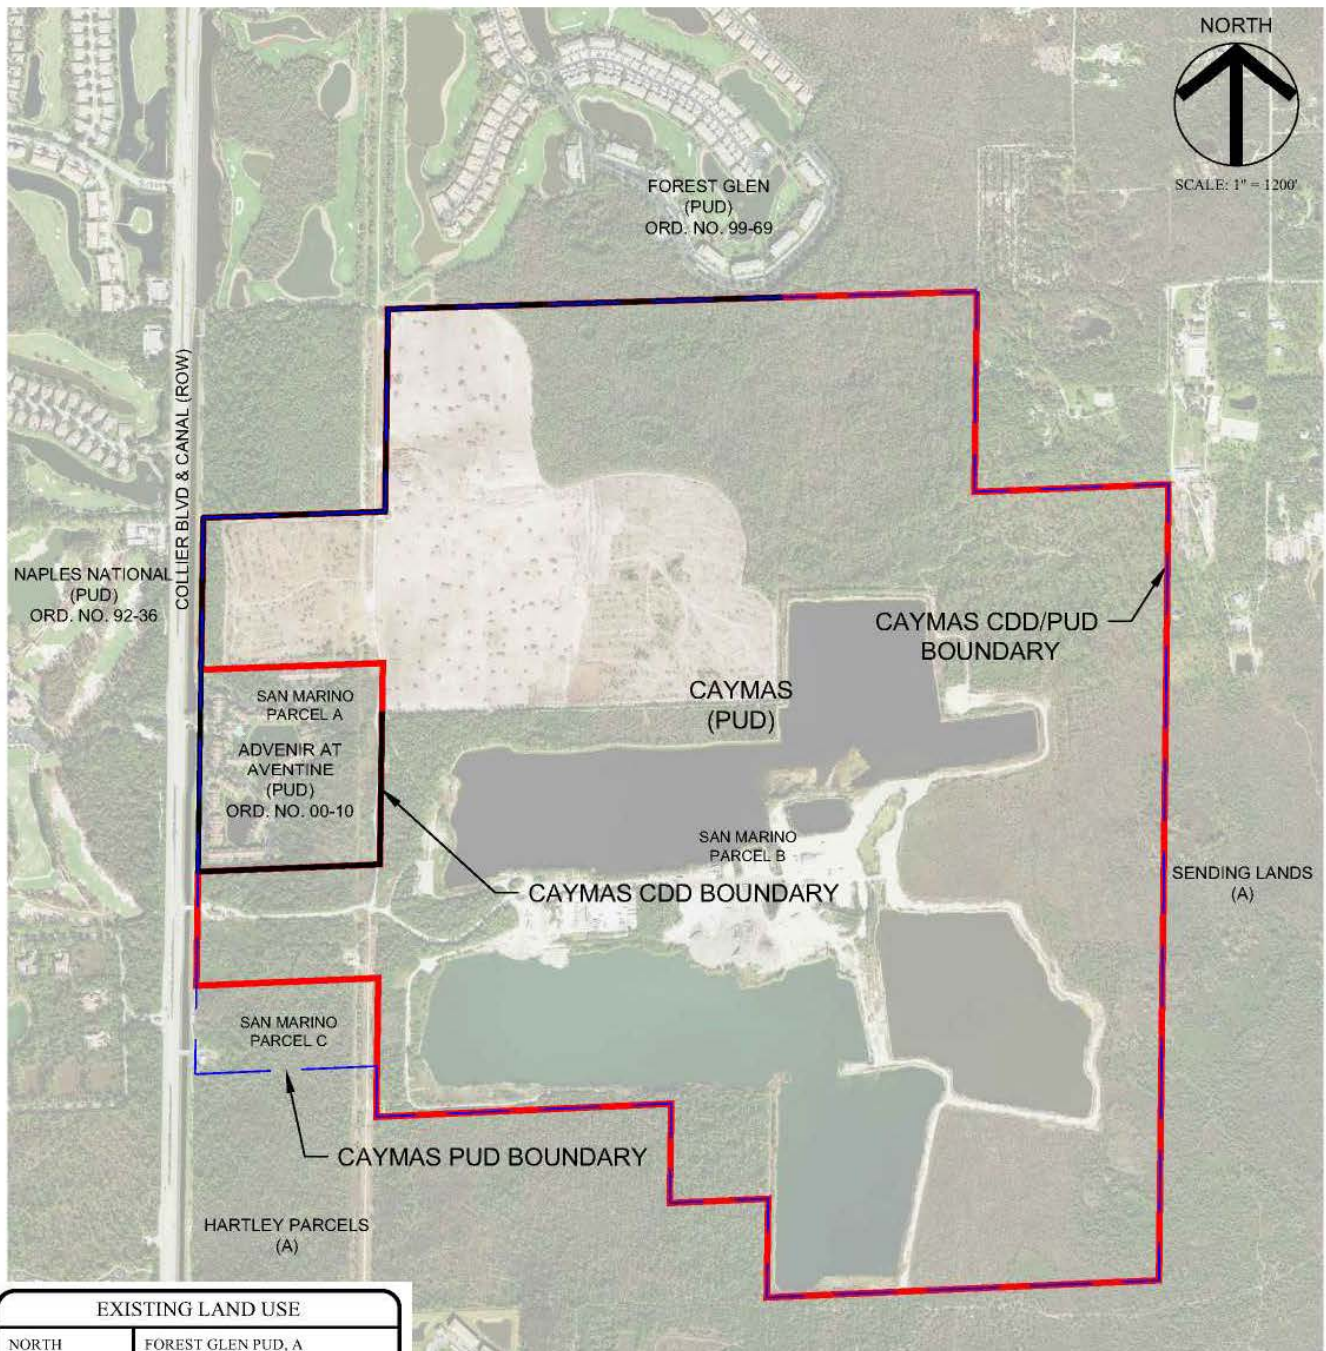 NORTH
SCALE: 1" = 1200'
FOREST GLEN
(PUD)
ORD. NO. 99-69
COLLIER BLVD & CANAL (ROW)
NAPLES NATIONAL
(PUD)
ORD. NO. 92-36
CAYMAS CDD/PUD
BOUNDARY
SAN MARINO
PARCEL A
CAYMAS
(PUD)
ADVENIR AT
AVENTINE
(PUD)
ORD. NO. 00-10
SAN MARINO
PARCEL B
SENDING LANDS
(A)
CAYMAS CDD BOUNDARY
SAN MARINO
PARCEL C
CAYMAS PUD BOUNDARY
HARTLEY PARCELS
(A)
EXISTING LAND USE
NORTH FOREST GLEN PUD, A